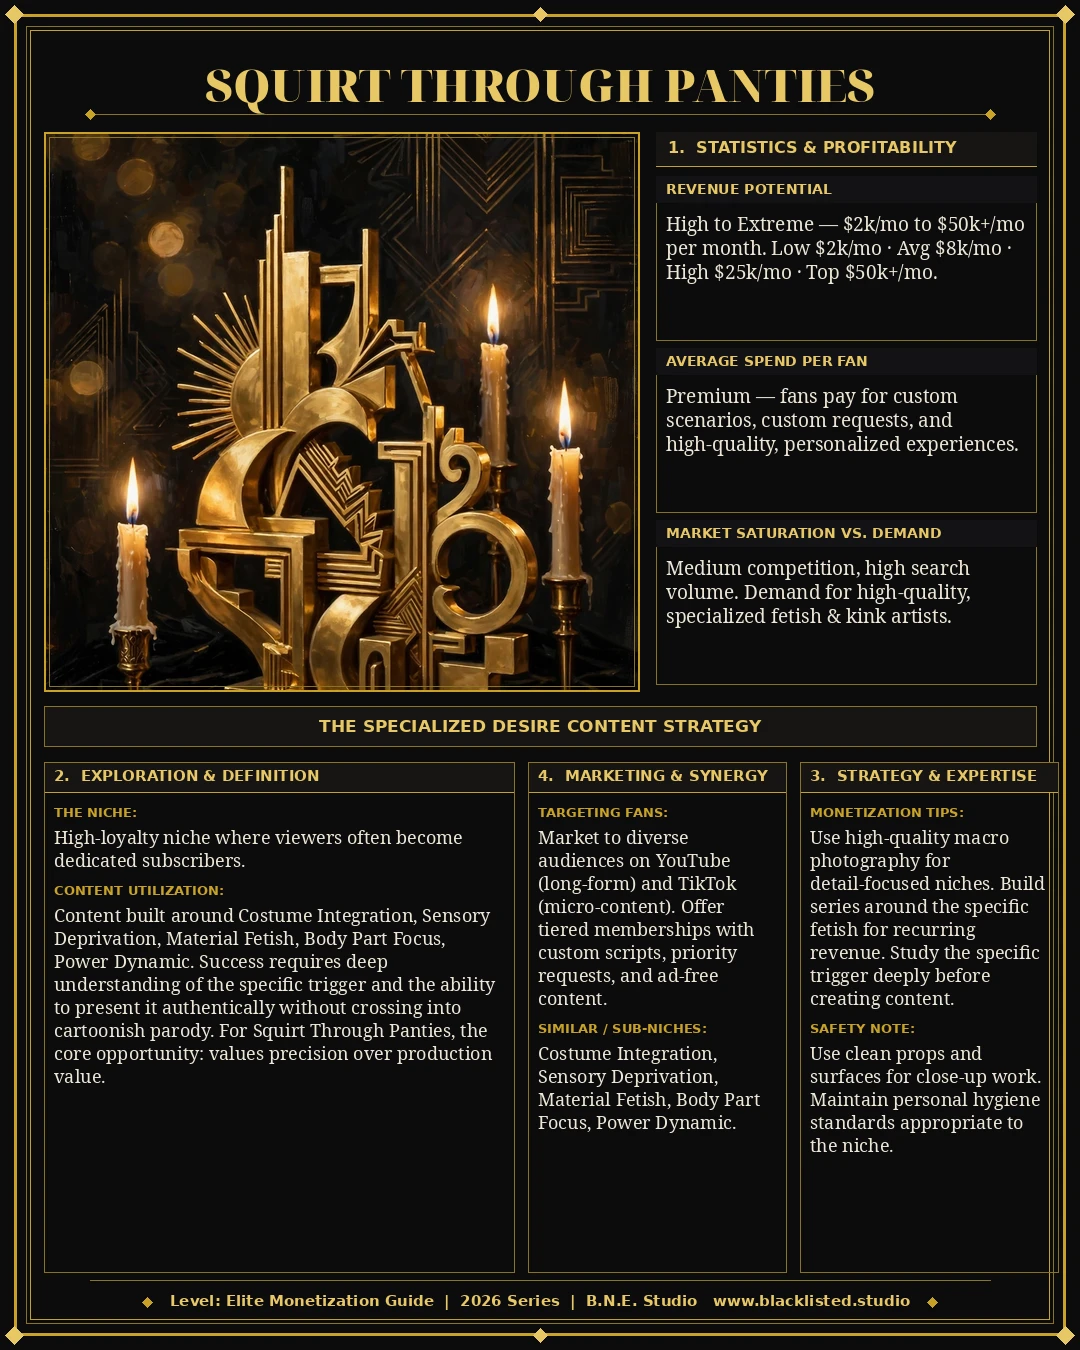 SQUIRT THROUGH PANTIES
1. STATISTICS & PROFITABILITY
REVENUE POTENTIAL
High to Extreme — $2k/mo to $50k+/mo
per month. Low $2k/mo · Avg $8k/mo ·
High $25k/mo · Top $50k+/mo.
AVERAGE SPEND PER FAN
Premium — fans pay for custom
scenarios, custom requests, and
high-quality, personalized experiences.
MARKET SATURATION VS. DEMAND
Medium competition, high search
volume. Demand for high-quality,
specialized fetish & kink artists.
THE SPECIALIZED DESIRE CONTENT STRATEGY
2. EXPLORATION & DEFINITION
THE NICHE:
High-loyalty niche where viewers often become
dedicated subscribers.
CONTENT UTILIZATION:
Content built around Costume Integration, Sensory
Deprivation, Material Fetish, Body Part Focus,
Power Dynamic. Success requires deep
understanding of the specific trigger and the ability
to present it authentically without crossing into
cartoonish parody. For Squirt Through Panties, the
core opportunity: values precision over production
value.
4. MARKETING & SYNERGY
TARGETING FANS:
Market to diverse
audiences on YouTube
(long-form) and TikTok
(micro-content). Offer
tiered memberships with
custom scripts, priority
requests, and ad-free
content.
SIMILAR / SUB-NICHES:
Costume Integration,
Sensory Deprivation,
Material Fetish, Body Part
Focus, Power Dynamic.
3. STRATEGY & EXPERTISE
MONETIZATION TIPS:
Use high-quality macro
photography for
detail-focused niches. Build
series around the specific
fetish for recurring
revenue. Study the specific
trigger deeply before
creating content.
SAFETY NOTE:
Use clean props and
surfaces for close-up work.
Maintain personal hygiene
standards appropriate to
the niche.
Level: Elite Monetization Guide | 2026 Series | B.N.E. Studio www.blacklisted.studio